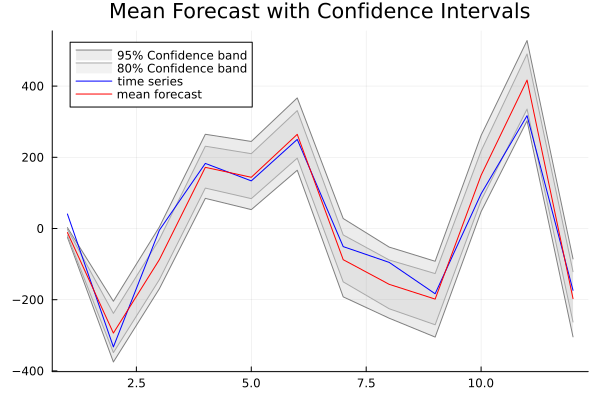 Mean Forecast with Confidence Intervals
95% Confidence band
80% Confidence band
time series
mean forecast
400
200
0
−200
−400
2.5 5.0 7.5 10.0